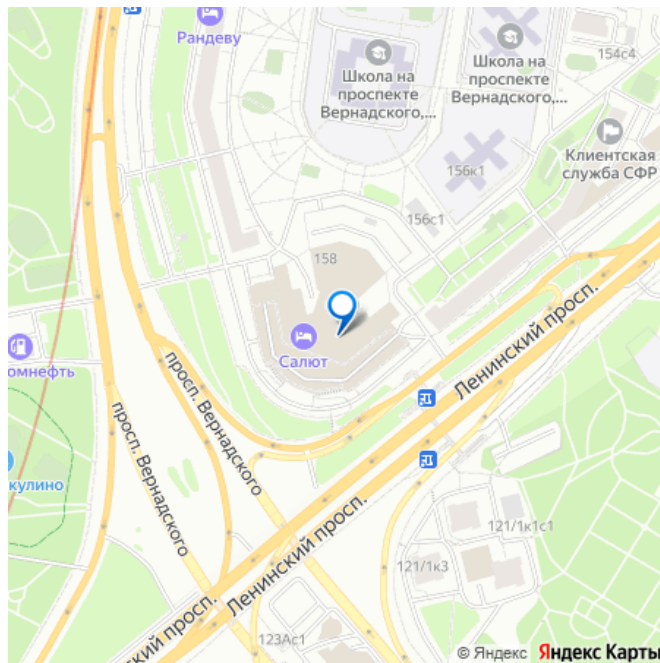 Рандеву
154с4
Школа на
проспекте
Вернадского,...
Школа на
проспекте
Вернадского,...
Клиентская
служба СФР
156к1
156с1
158
Салют
омнефть
просп. Вернадского
просп. Вернадского
кулино
Ленинский просп.
Ленинский просп.
ский просп.
121/1к1с1
121/1к3
123Ас1
© Яндекс Яндекс Карты